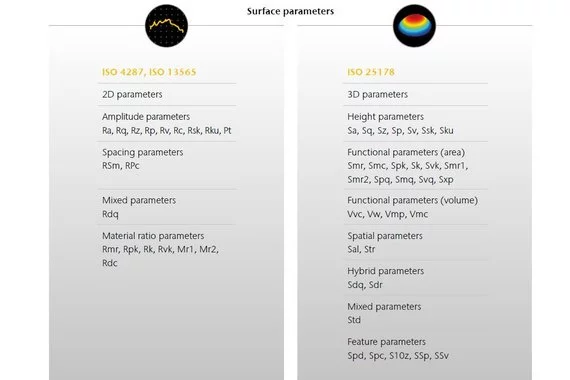 Surface parameters
ISO 4287, ISO 13565
2D parameters
Amplitude parameters
Ra, Rq, Rz, Rp, Rv, Rc, Rsk, Rku, Pt
Spacing parameters
RSm, RPc
Mixed parameters
Rdq
Material ratio parameters
Rmr, Rpk, Rk, Rvk, Mr1, Mr2,
Rdc
ISO 25178
3D parameters
Height parameters
Sa, Sq, Sz, Sp, Sv, Ssk, Sku
Functional parameters (area)
Smr, Smc, Spk, Sk, Svk, Smr1,
Smr2, Spq, Smq, Svq, Sxp
Functional parameters (volume)
Vvc, Vw, Vmp, Vmc
Spatial parameters
Sal, Str
Hybrid parameters
Sdq, Sdr
Mixed parameters
Std
Feature parameters
Spd, Spc, S10z, SSp, SSv